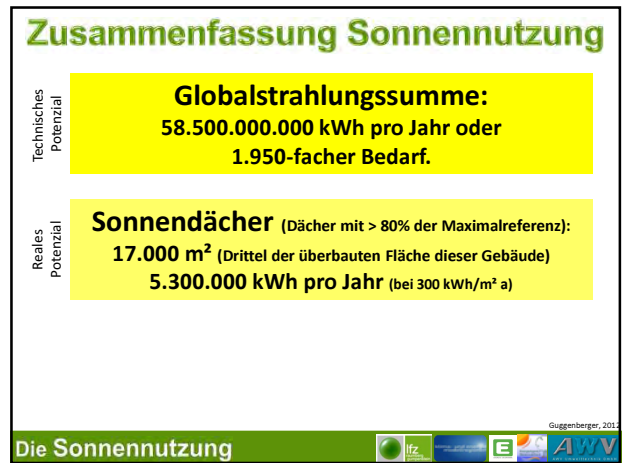 Zusammenfassung Sonnennutzung
Technisches
Potenzial
Globalstrahlungssumme:
58.500.000.000 kWh pro Jahr oder
1.950-facher Bedarf.
Reales
Potenzial
Sonnendächer (Dächer mit > 80% der Maximalreferenz):
17.000 m² (Drittel der überbauten Fläche dieser Gebäude)
5.300.000 kWh pro Jahr (bei 300 kWh/m² a)
Guggenberger, 2012
Die Sonnennutzung
lfz
E
AWV